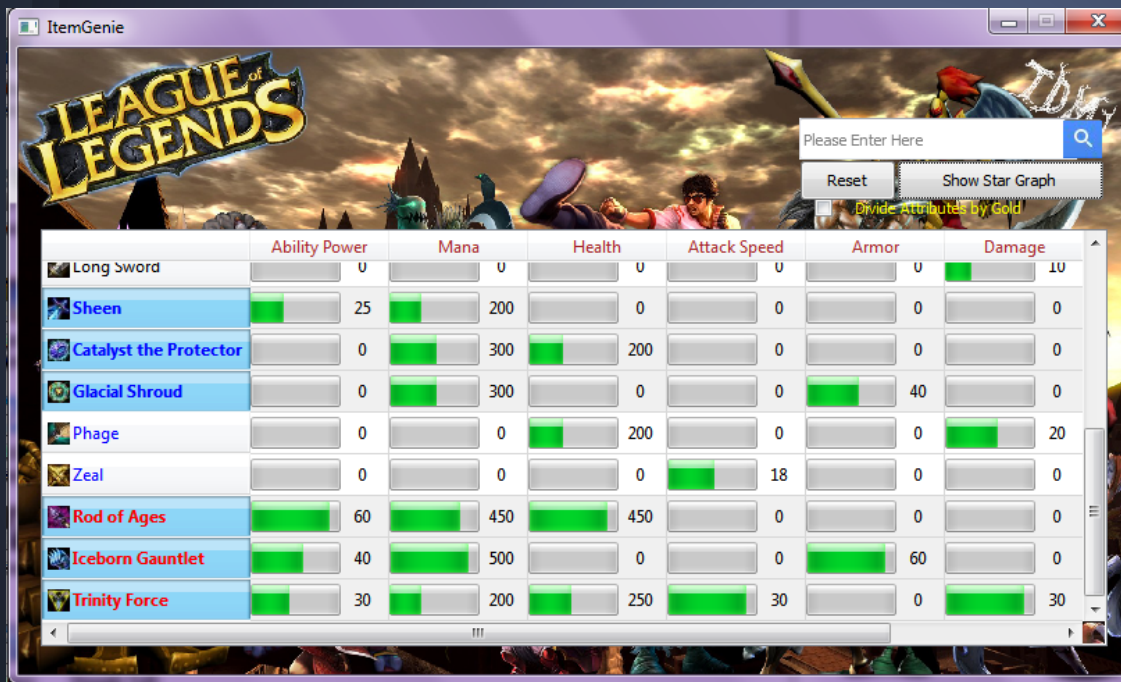 ItemGenie
LEAGUE of LEGENDS
Please Enter Here
Reset Show Star Graph
Divide Attributes by Gold
Ability Power Mana Health Attack Speed Armor Damage
Long Sword 0 0 0 0 0 10
Sheen 25 200 0 0 0 0
Catalyst the Protector 0 300 200 0 0 0
Glacial Shroud 0 300 0 0 40 0
Phage 0 0 200 0 0 20
Zeal 0 0 0 18 0 0
Rod of Ages 60 450 450 0 0 0
Iceborn Gauntlet 40 500 0 0 60 0
Trinity Force 30 200 250 30 0 30